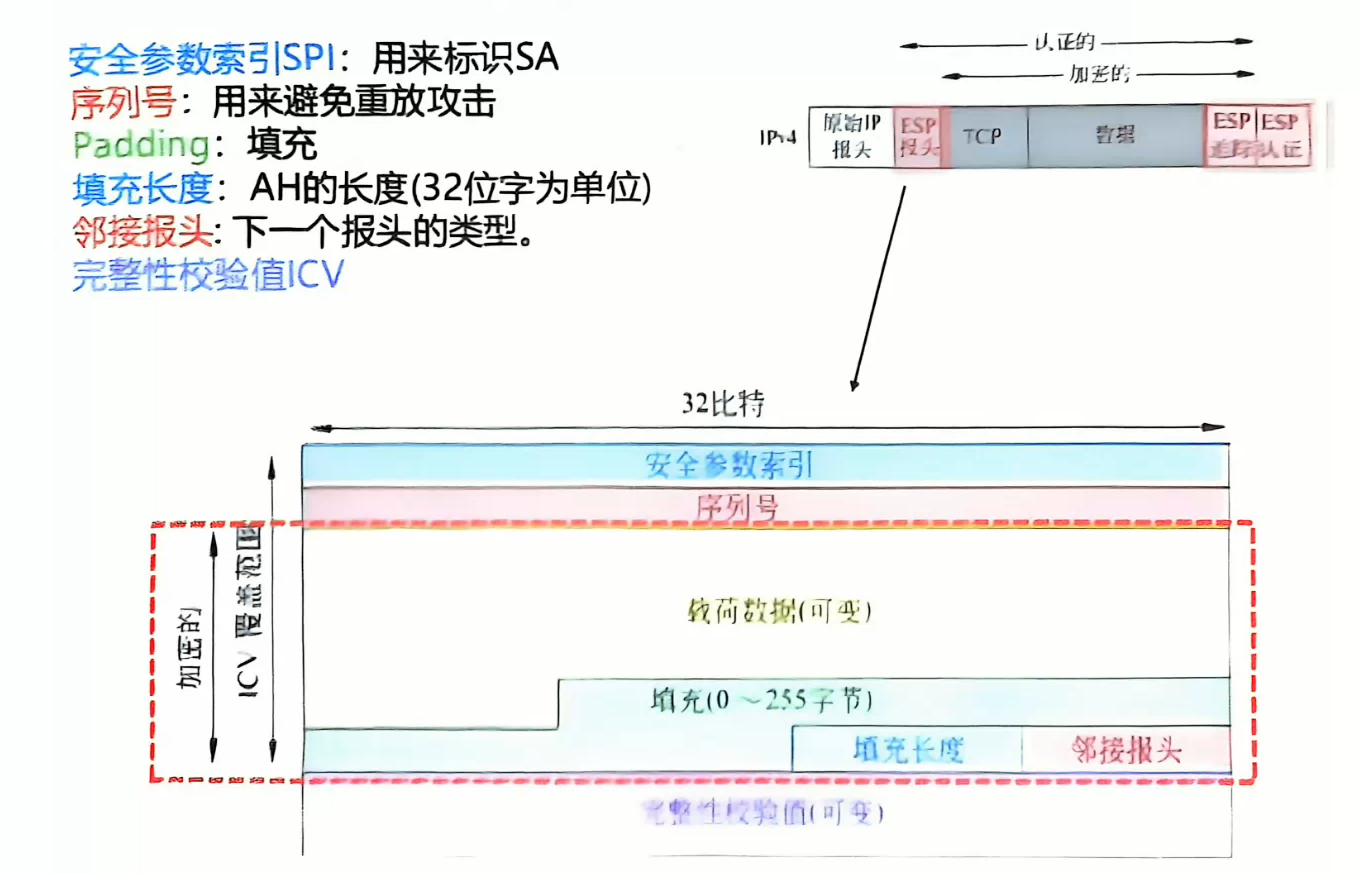 安全参数索引SPI：用来标识SA
序列号：用来避免重放攻击
Padding：填充
填充长度： AH的长度(32位字为单位)
邻接报头: 下一个报头的类型。
完整性校验值ICV
认证的
加密的
IPv4
原始IP报头
ESP报头
TCP
数据
ESP追踪
ESP认证
32比特
安全参数索引
序列号
加密的
ICV 覆盖范围
载荷数据(可变)
填充(0～255字节)
填充长度
邻接报头
完整性校验值(可变)